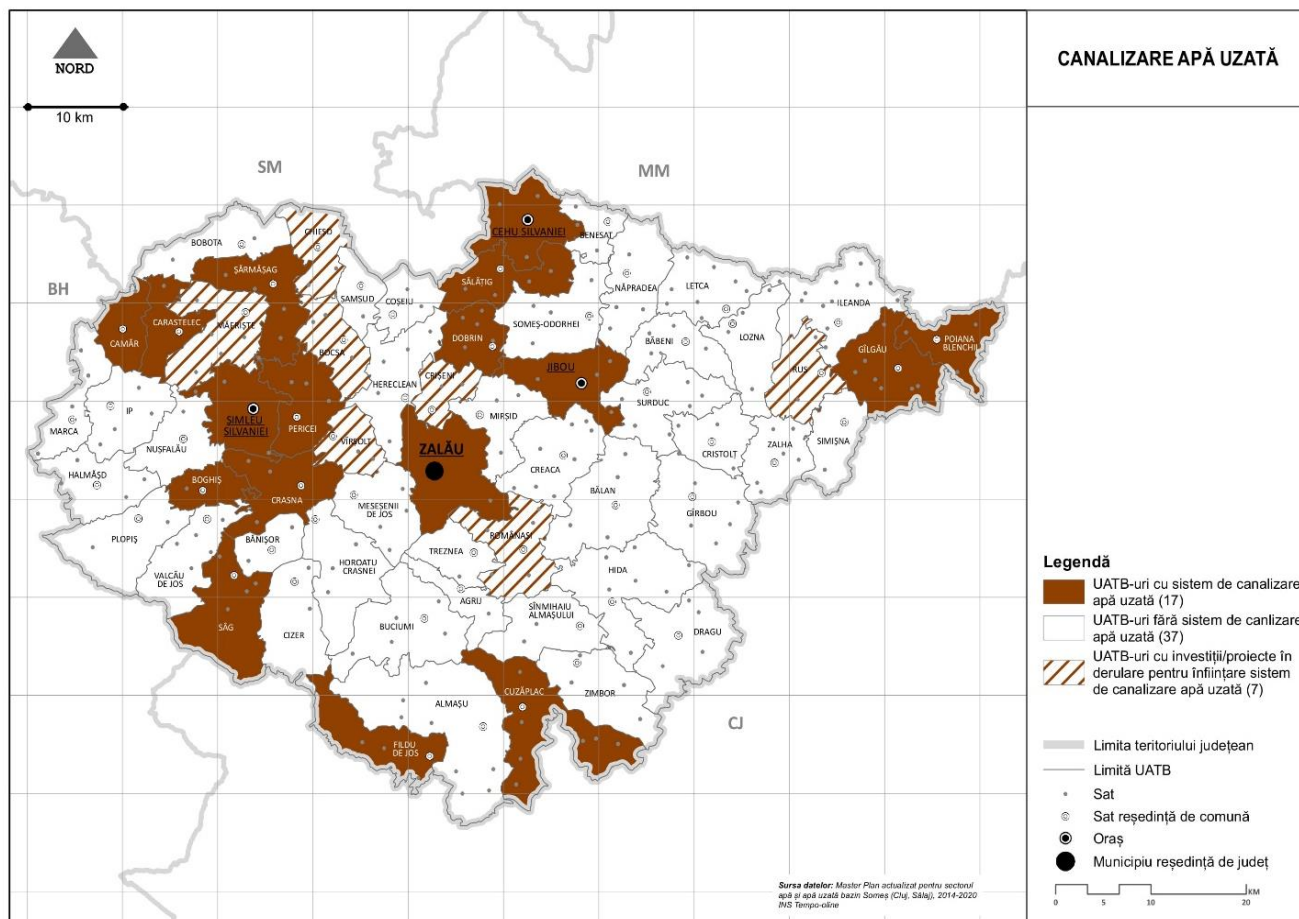 CANALIZARE APĂ UZATĂ
NORD
10 km
SM
MM
BH
CJ
CEHU SILVANIEI
BENESAT
CHIEȘD
BOBOTA
ȘĂRMĂȘAG
SĂLĂȚIG
NĂPRADEA
LETCA
ILEANDA
SAMȘUD
COȘEIU
SOMEȘ-ODORHEI
CARASTELEC
MĂERIȘTE
CAMĂR
DOBRIN
BĂBENI
LOZNA
GÎLGĂU
POIANA
BLENCHII
BOCȘA
RUS
HERECLEAN
CRIȘENI
JIBOU
SURDUC
IP
MARCA
SIMLEU
SILVANIEI
PERICEI
MIRȘID
VÎRȘOLT
NUSFALĂU
ZALĂU
CRISTOLȚ
ZALHA
SIMIȘNA
CREACA
HALMĂȘD
BOGHIȘ
CRASNA
BĂLAN
MESEȘENII
DE JOS
GÎRBOU
PLOPIȘ
BĂNIȘOR
ROMÂNAȘI
TREZNEA
HOROATU
CRASNEI
HIDA
VALCĂU
DE JOS
AGRIJ
SÎNMIHAIU
ALMAȘULUI
SÂG
CIZER
BUCIUMI
DRAGU
CUZĂPLAC
ZIMBOR
ALMAȘU
FILDU
DE JOS
Legendă
UATB-uri cu sistem de canalizare
apă uzată (17)
UATB-uri fără sistem de canlizare
apă uzată (37)
UATB-uri cu investiții/proiecte în
derulare pentru înființare sistem
de canalizare apă uzată (7)
Limita teritoriului județean
Limită UATB
Sat
Sat reședință de comună
Oraș
Municipiu reședință de județ
KM
0 5 10 20
Sursa datelor: Master Plan actualizat pentru sectorul
apă și apă uzată bazin Someș (Cluj, Sălaj), 2014-2020
INS Tempo-oline